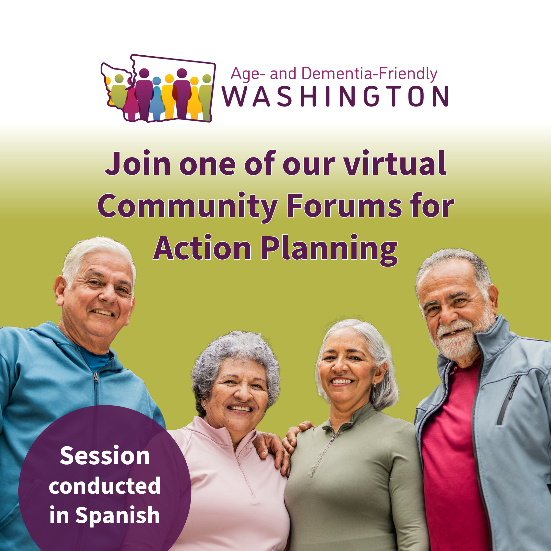 Age- and Dementia-Friendly
WASHINGTON
Join one of our virtual
Community Forums for
Action Planning
Session
conducted
in Spanish